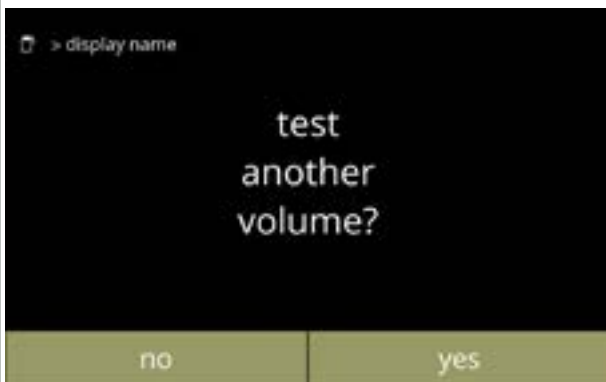 > display name
test
another
volume?
no yes